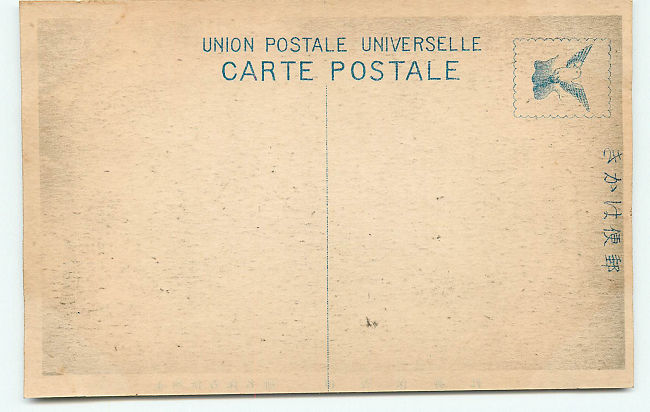 UNION POSTALE UNIVERSELLE
CARTE POSTALE
きかは便郵